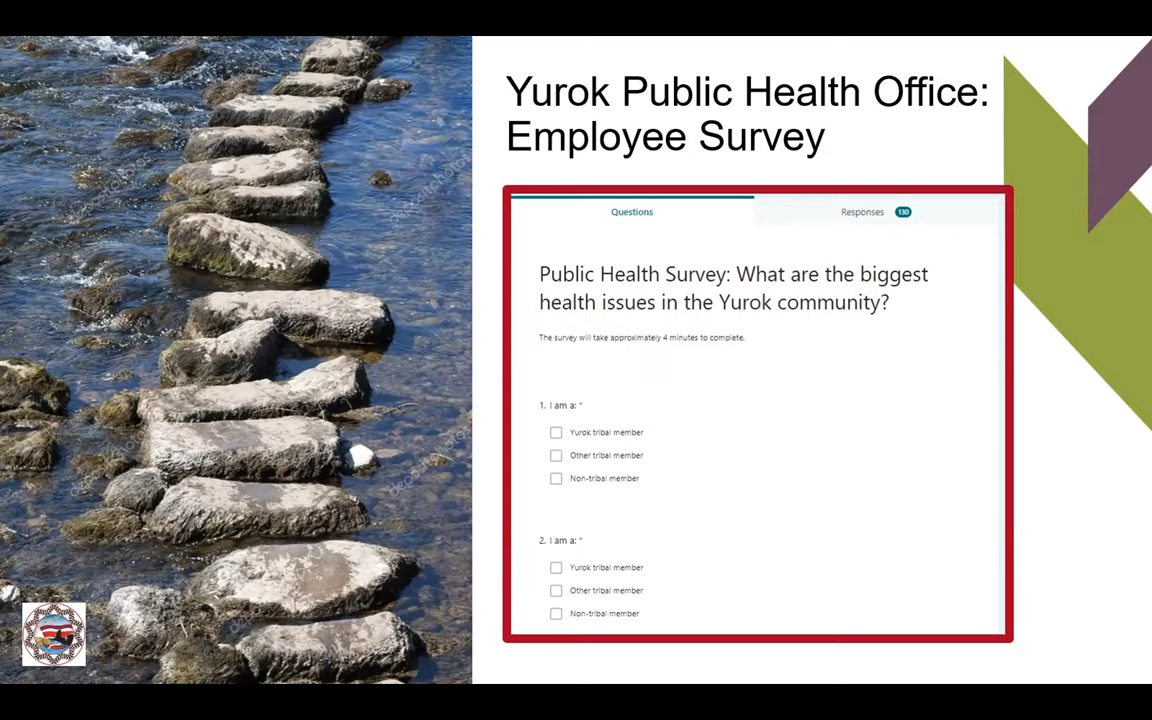 Yurok Public Health Office:
Employee Survey
Questions
Responses 130
Public Health Survey: What are the biggest
health issues in the Yurok community?
The survey will take approximately 4 minutes to complete.
1. I am a: *
Yurok tribal member
Other tribal member
Non-tribal member
2. I am a: *
Yurok tribal member
Other tribal member
Non-tribal member